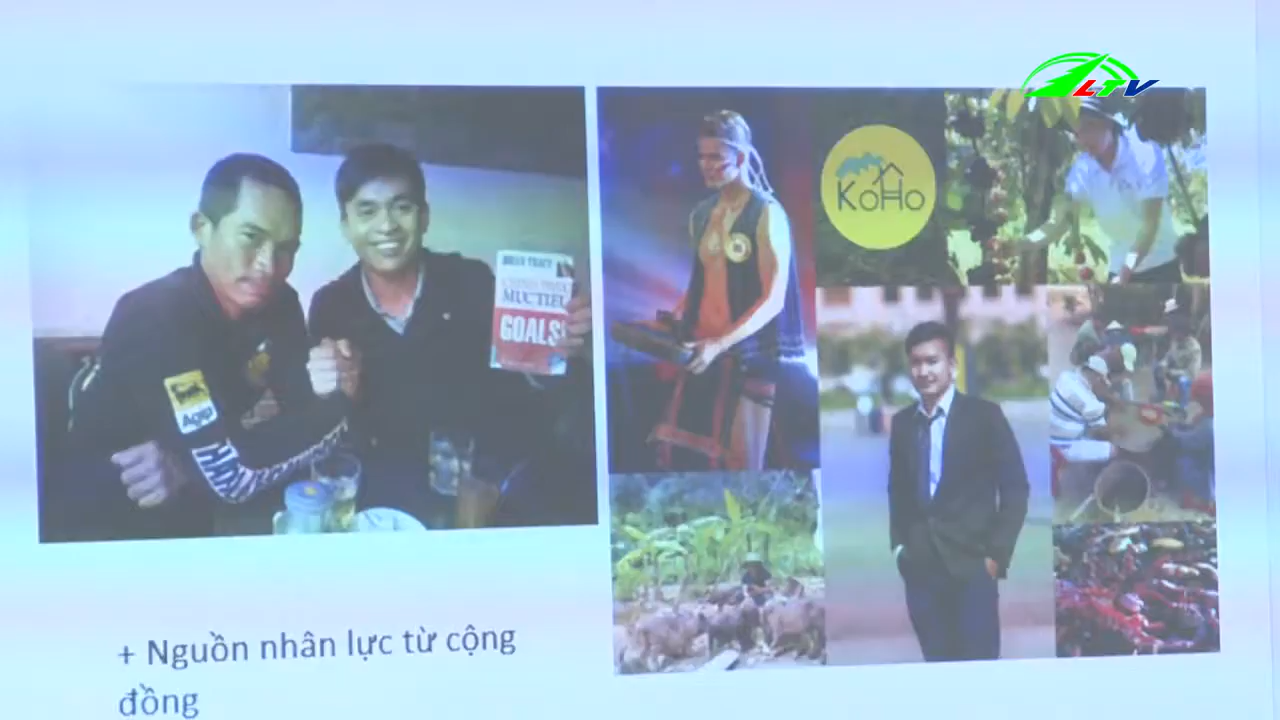 LTV
BRIAN TRACY
MỤC TIÊU
GOALS!
Agip
KoHo
+ Nguồn nhân lực từ cộng
đồng